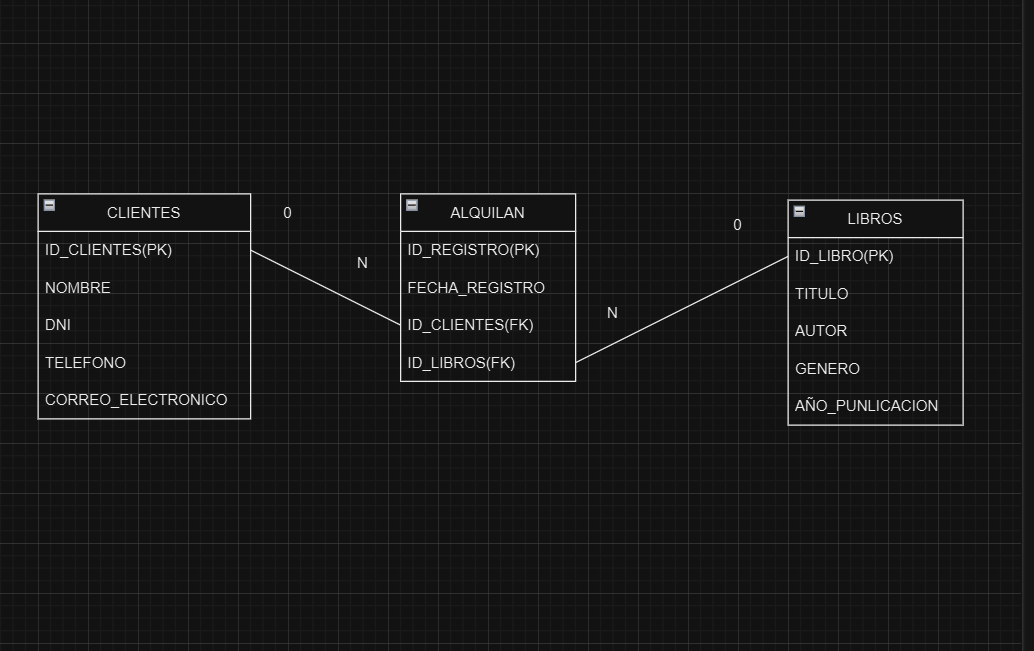 CLIENTES
ID_CLIENTES(PK)
NOMBRE
DNI
TELEFONO
CORREO_ELECTRONICO
0
N
ALQUILAN
ID_REGISTRO(PK)
FECHA_REGISTRO
ID_CLIENTES(FK)
ID_LIBROS(FK)
N
0
LIBROS
ID_LIBRO(PK)
TITULO
AUTOR
GENERO
AÑO_PUNLICACION